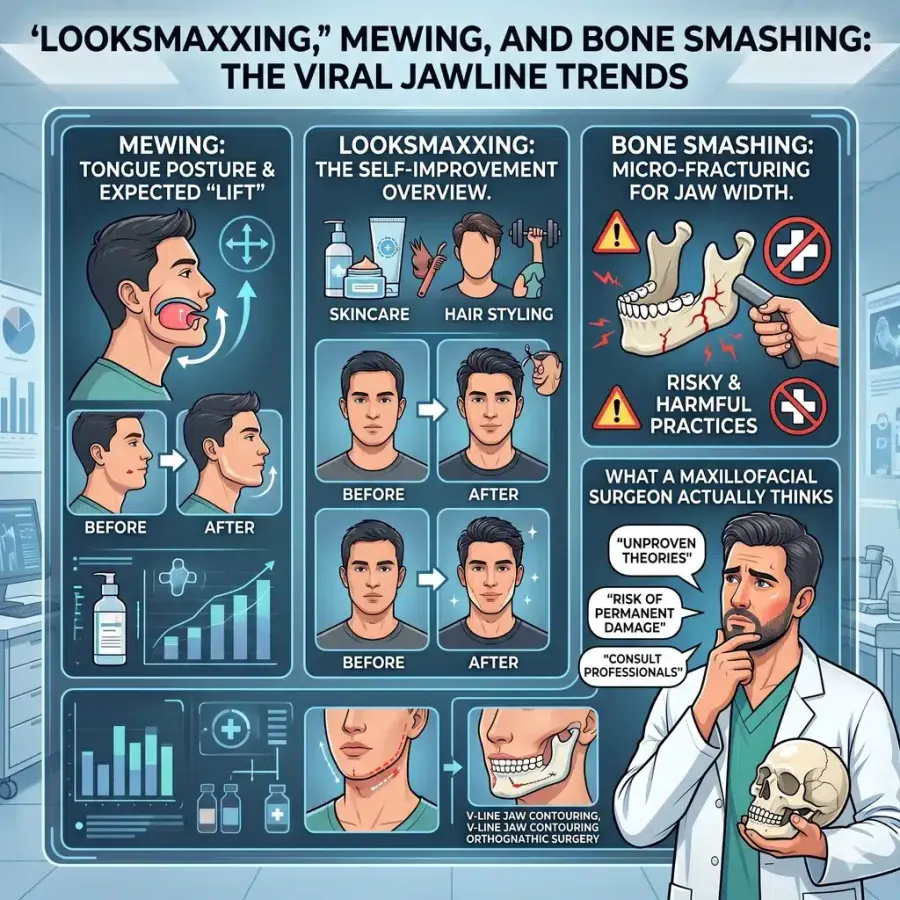 ‘LOOKSMAXXING,” MEWING, AND BONE SMASHING:
THE VIRAL JAWLINE TRENDS
MEWING:
TONGUE POSTURE &
EXPECTED “LIFT”
BEFORE
AFTER
LOOKSMAXXING:
THE SELF-IMPROVEMENT
OVERVIEW.
SKINCARE
HAIR STYLING
BEFORE
AFTER
BEFORE
AFTER
BONE SMASHING:
MICRO-FRACTURING
FOR JAW WIDTH.
RISKY &
HARMFUL
PRACTICES
WHAT A MAXILLOFACIAL
SURGEON ACTUALLY THINKS
“UNPROVEN
THEORIES”
“RISK OF
PERMANENT
DAMAGE”
“CONSULT
PROFESSIONALS”
V-LINE JAW CONTOURING,
V-LINE JAW CONTOURING
ORTHOGNATHIC SURGERY